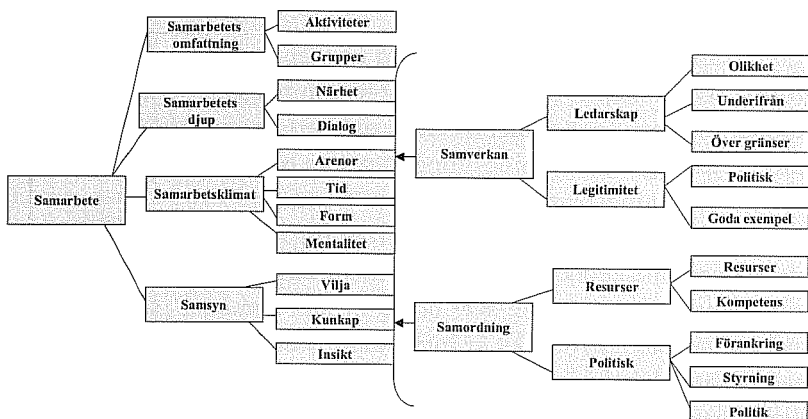 Samarbete
Samarbetets
omfattning
Aktiviteter
Grupper
Samarbetets
djup
Närhet
Dialog
Samarbetsklimat
Arenor
Tid
Form
Mentalitet
Samsyn
Vilja
Kunkap
Insikt
Samverkan
Ledarskap
Olikhet
Underifrån
Över gränser
Legitimitet
Politisk
Goda exempel
Samordning
Resurser
Resurser
Kompetens
Politisk
Förankring
Styrning
Politik